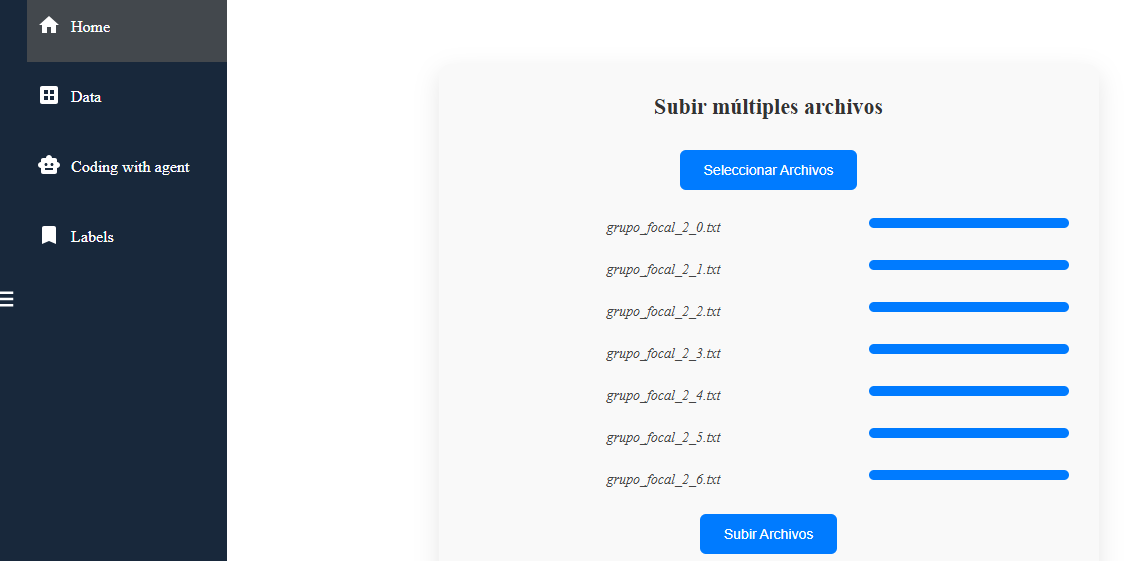 Home
Data
Coding with agent
Labels
Subir múltiples archivos
Seleccionar Archivos
grupo_focal_2_0.txt
grupo_focal_2_1.txt
grupo_focal_2_2.txt
grupo_focal_2_3.txt
grupo_focal_2_4.txt
grupo_focal_2_5.txt
grupo_focal_2_6.txt
Subir Archivos